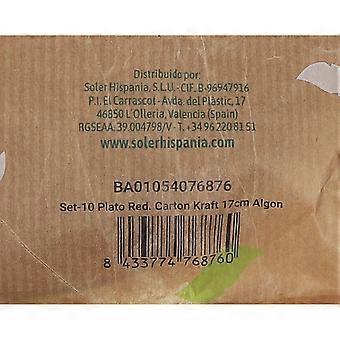 Distribuido por:
Soler Hispania, S.L.U.- CIF. B-96947916
P.I. El Carrascot - Avda. del Plàstic, 17
46850 L'Olleria, Valencia (Spain)
RGSEAA: 39.004798/V - T. +34 96 220 81 51
www.solerhispania.com
BA01054076876
Set-10 Plato Red. Carton Kraft 17cm Algon
8 433774 768760